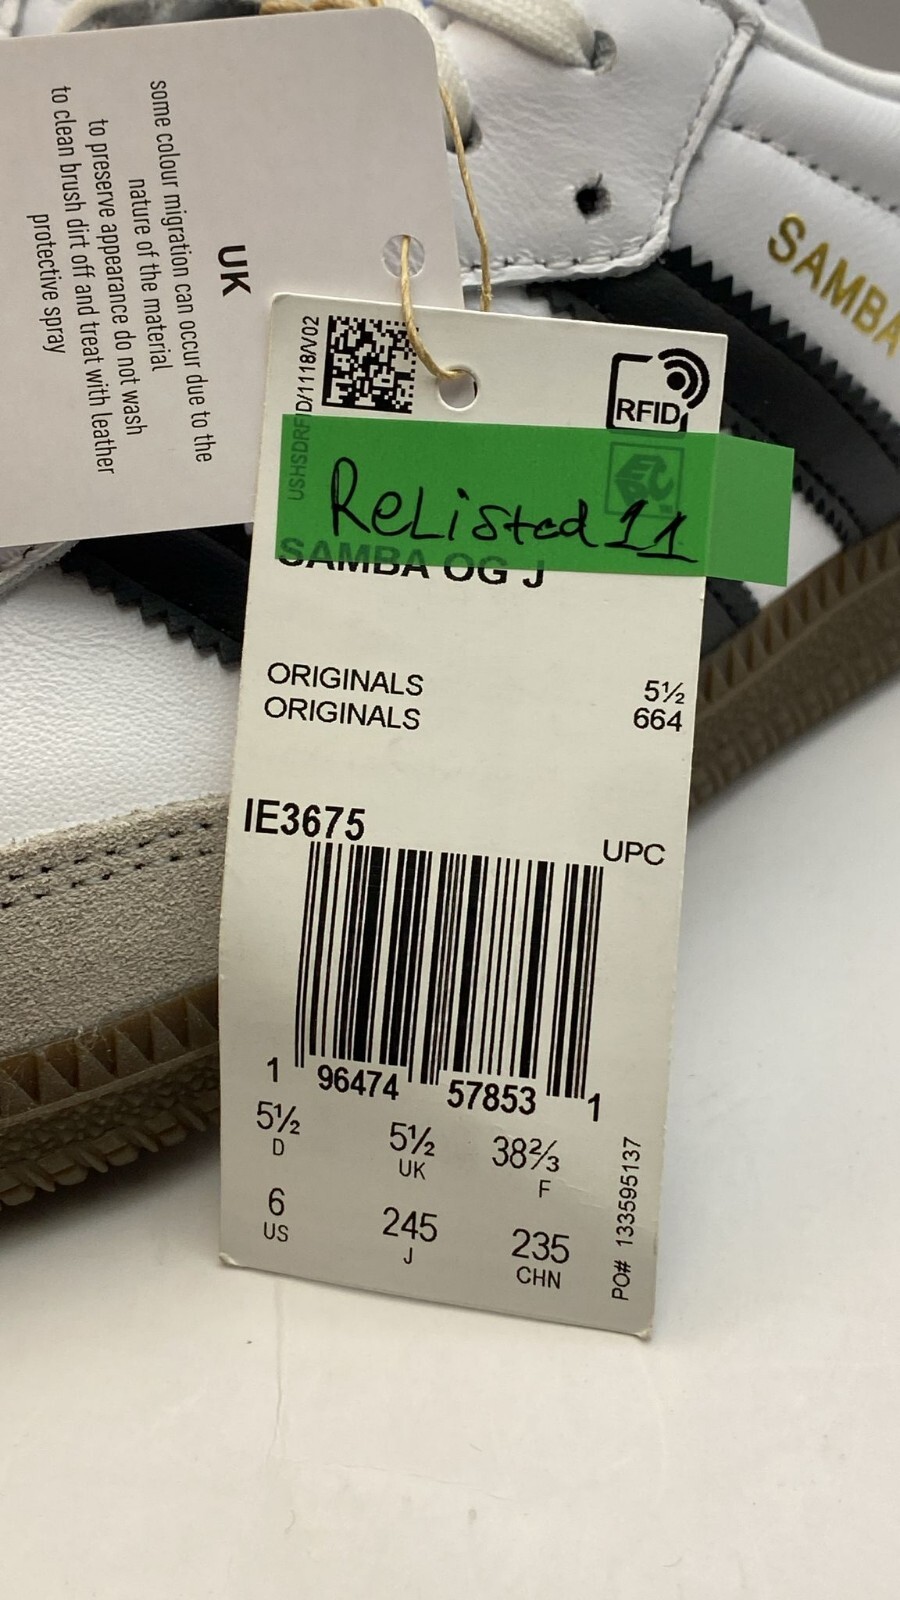 UK
some colour migration can occur due to the
nature of the material
to preserve appearance do not wash
to clean brush dirt off and treat with leather
protective spray
SAMBA
USHSDRFID/1118/V/02
RFID
ReListed 11
SAMBA OG J
ORIGINALS 5½
ORIGINALS 664
IE3675
UPC
1 96474 57853 1
5½ 5½ 38⅔
D UK F
6 245 235
US J CHN
PO# 133595137